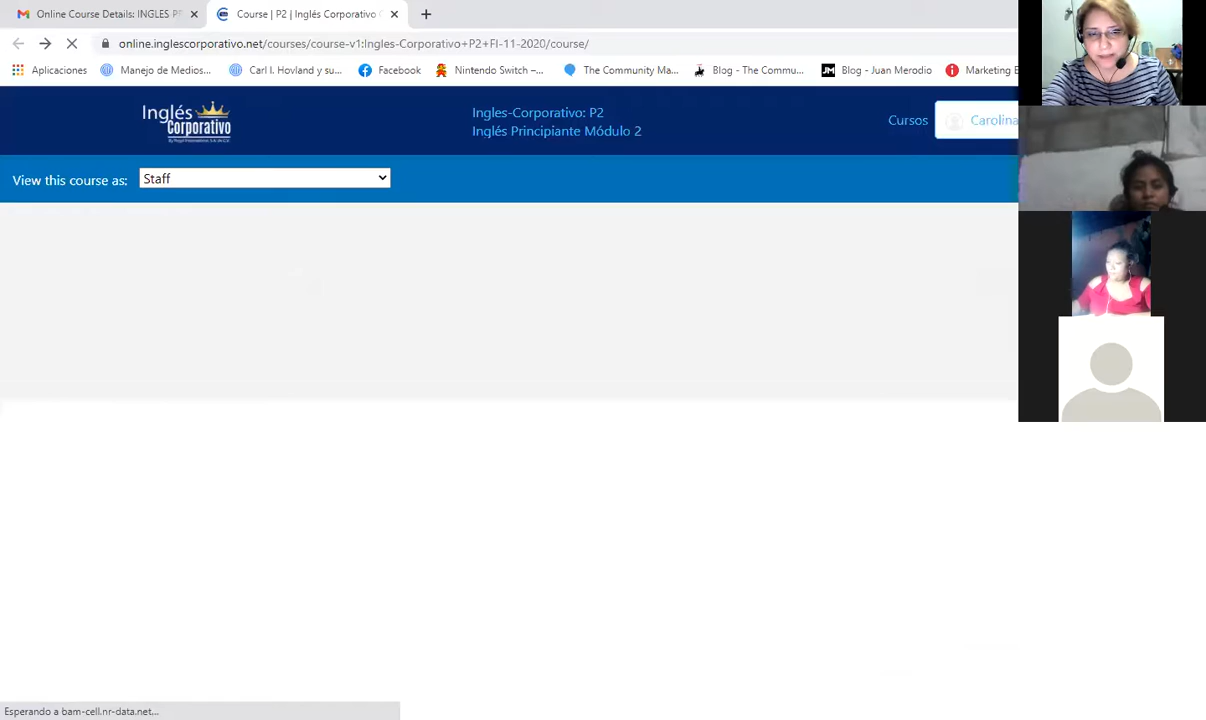 Online Course Details: INGLES PR
Course | P2 | Inglés Corporativo
online.inglescorporativo.net/courses/course-v1:Ingles-Corporativo+P2+FI-11-2020/course/
Aplicaciones
Manejo de Medios...
Carl I. Hovland y su...
Facebook
Nintendo Switch –...
The Community Ma...
Blog - The Commu...
JM
Blog - Juan Merodio
Marketing E
Inglés
Corporativo
Ingles-Corporativo: P2
Inglés Principiante Módulo 2
Cursos
Carolina
View this course as:
Staff
Esperando a bam-cell.nr-data.net...